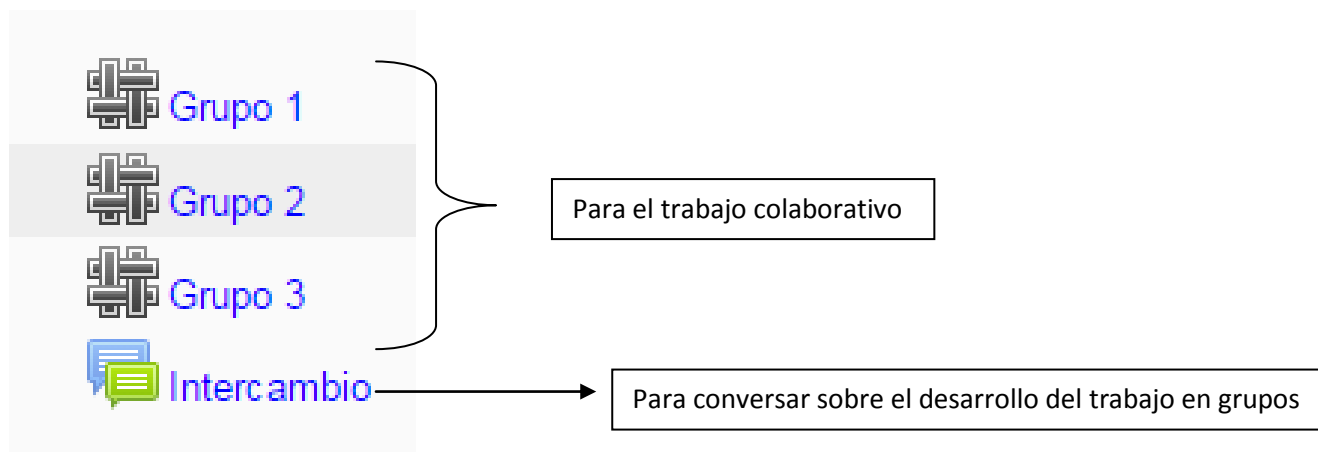 Grupo 1
Grupo 2
Para el trabajo colaborativo
Grupo 3
Intercambio
Para conversar sobre el desarrollo del trabajo en grupos